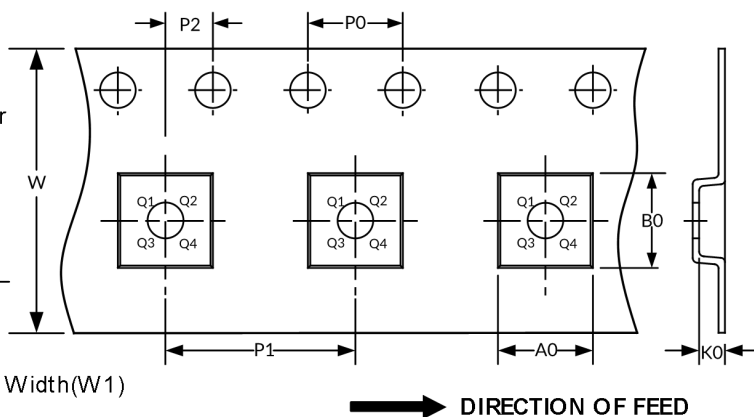 P2
P0
r
W
Q1 Q2
Q3 Q4
Q1 Q2
Q3 Q4
Q1 Q2
Q3 Q4
B0
P1
A0
K0
Width(W1)
DIRECTION OF FEED